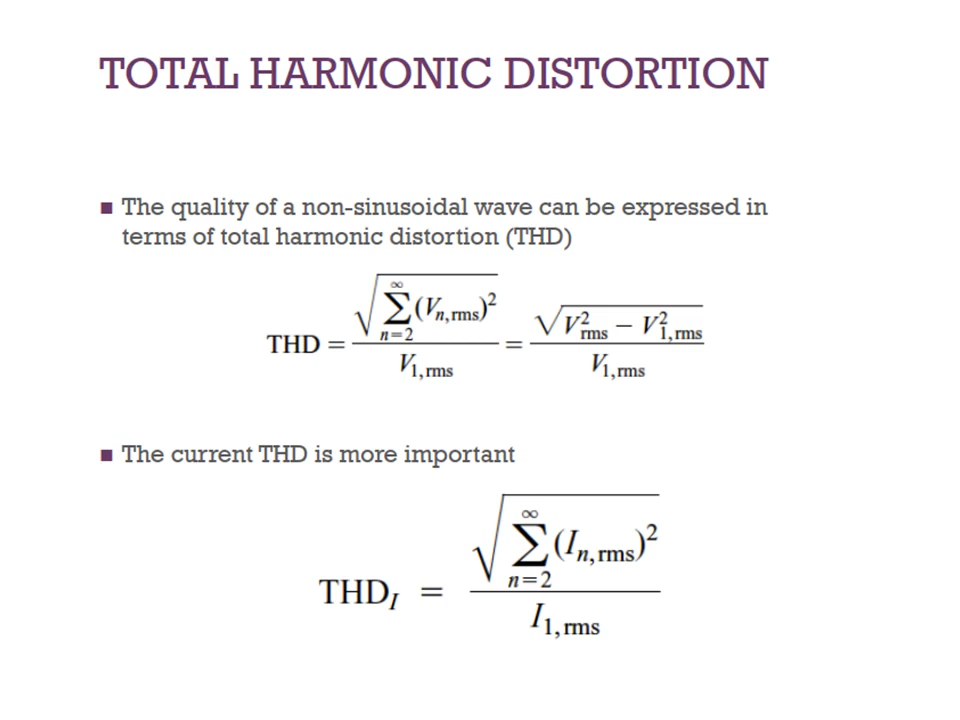 TOTAL HARMONIC DISTORTION
■ The quality of a non-sinusoidal wave can be expressed in
terms of total harmonic distortion (THD)
THD = √(∑_{n=2}^{∞} (V_{n,rms})²) / V_{1,rms} = √(V²_{rms} − V²_{1,rms}) / V_{1,rms}
■ The current THD is more important
THD_I = √(∑_{n=2}^{∞} (I_{n,rms})²) / I_{1,rms}